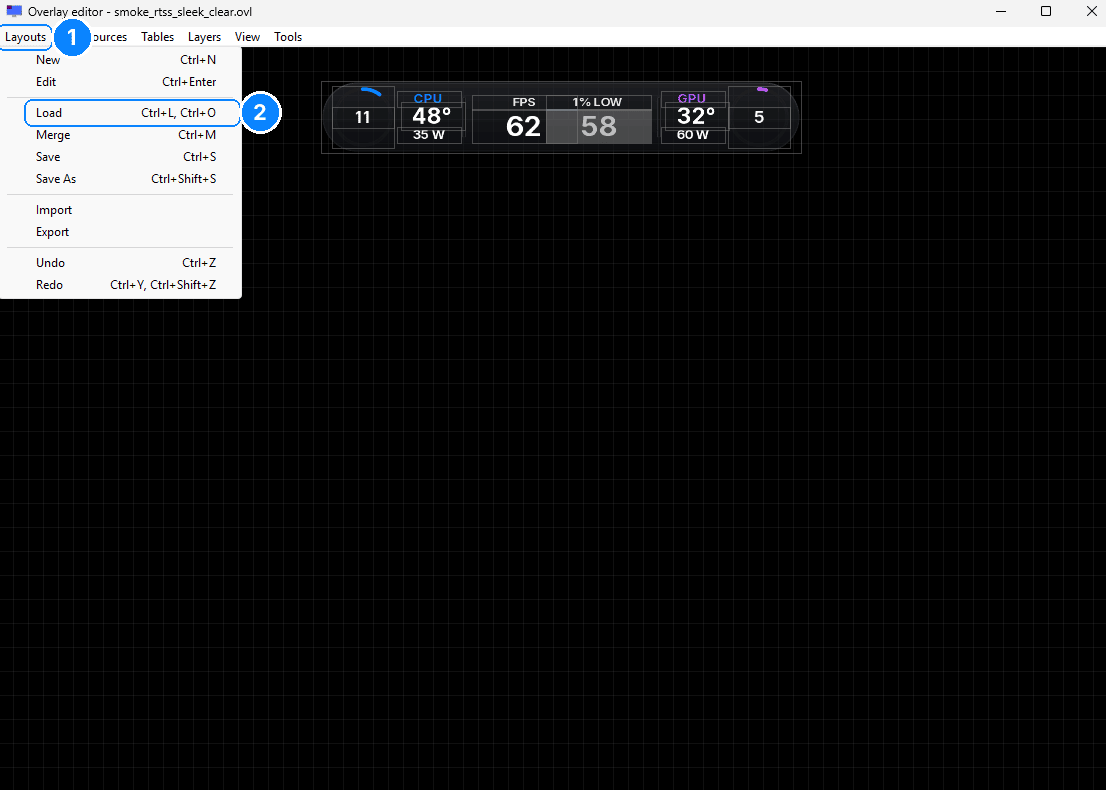 Overlay editor - smoke_rtss_sleek_clear.ovl
Layouts 1 ources Tables Layers View Tools
New Ctrl+N
Edit Ctrl+Enter
Load Ctrl+L, Ctrl+O 2
Merge Ctrl+M
Save Ctrl+S
Save As Ctrl+Shift+S
Import
Export
Undo Ctrl+Z
Redo Ctrl+Y, Ctrl+Shift+Z
CPU FPS 1% LOW GPU
11 48° 62 58 32° 5
35 W 60 W